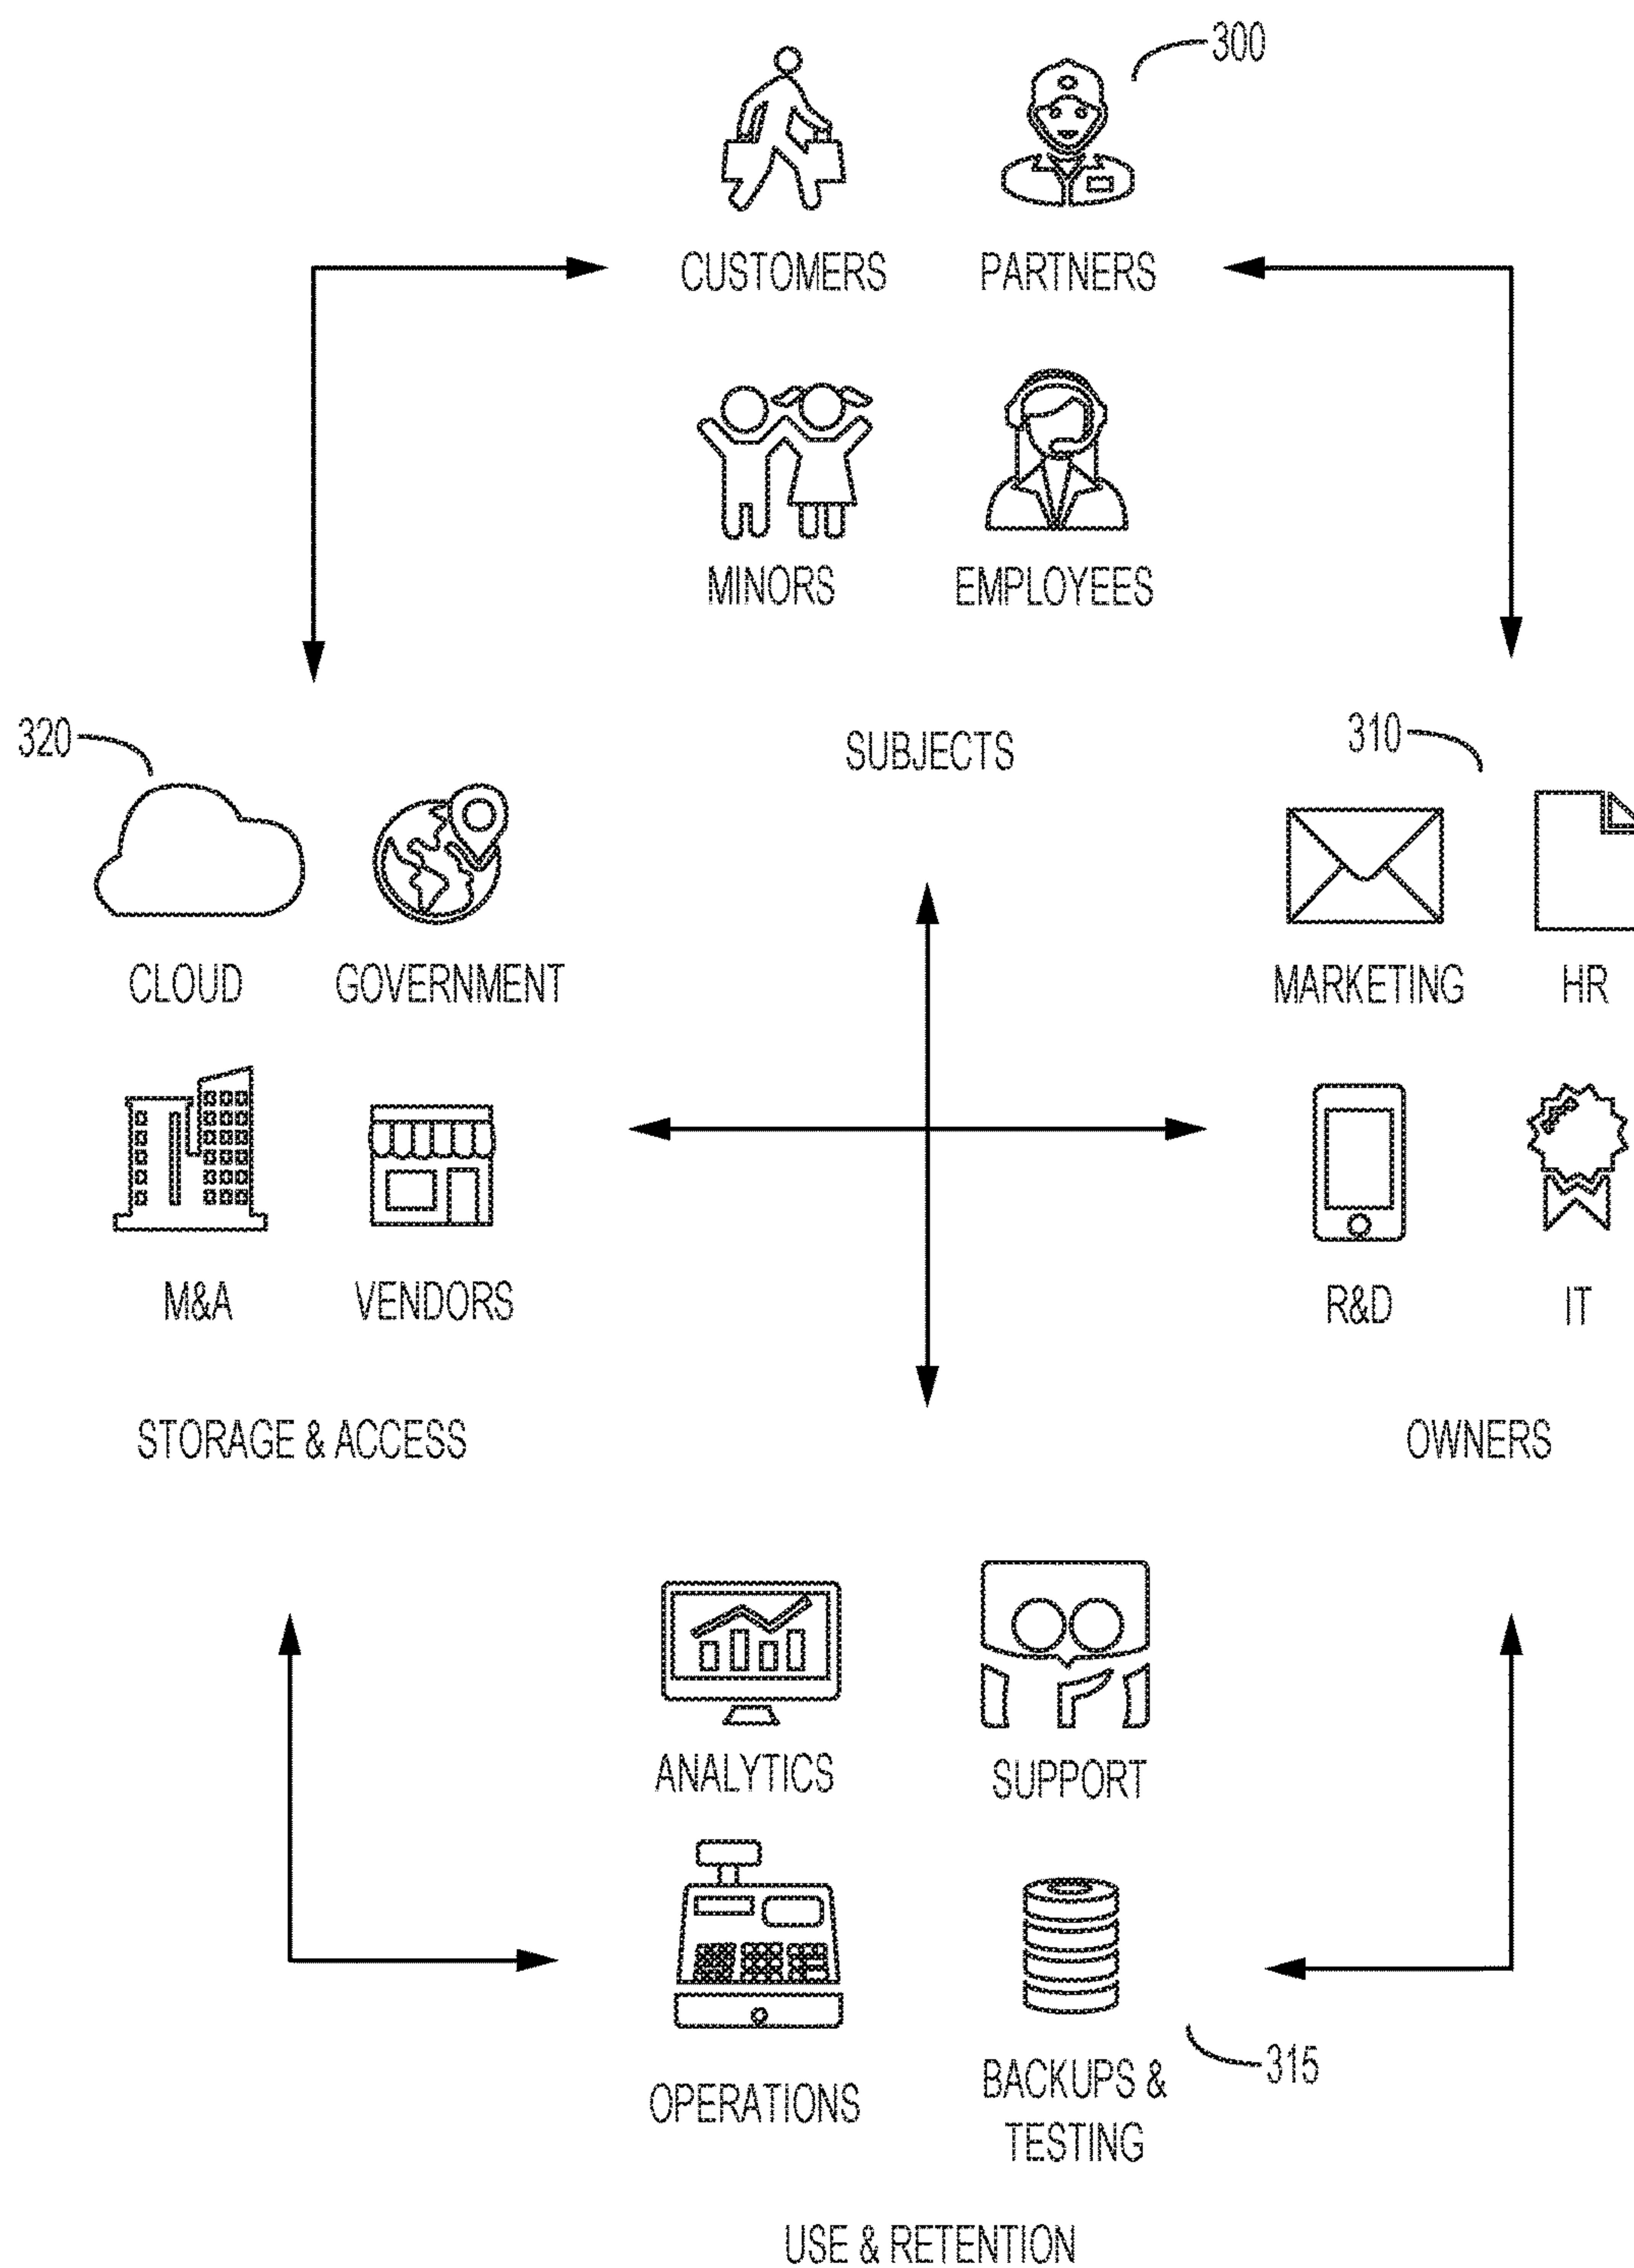 300
CUSTOMERS
PARTNERS
MINORS
EMPLOYEES
320
SUBJECTS
310
CLOUD
GOVERNMENT
MARKETING
HR
M&A
VENDORS
R&D
IT
STORAGE & ACCESS
OWNERS
ANALYTICS
SUPPORT
OPERATIONS
BACKUPS &
TESTING
315
USE & RETENTION